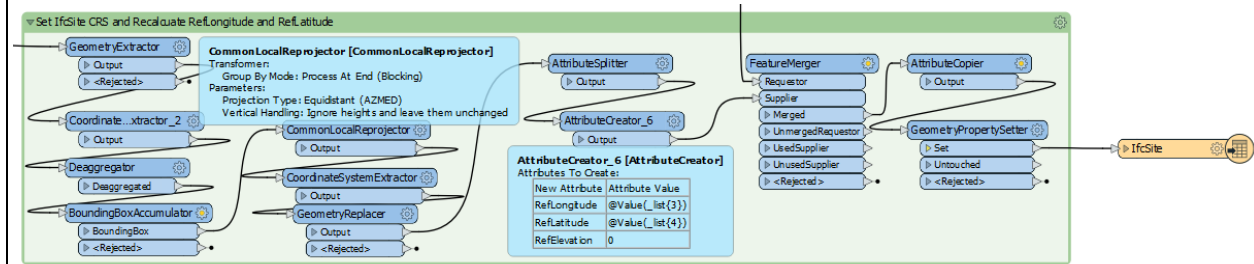 Set IfcSite CRS and Recalcuate RefLongitude and RefLatitude
GeometryExtractor
Output
<Rejected>
Coordinate...xtractor_2
Output
Deaggregator
Deaggregated
BoundingBoxAccumulator
BoundingBox
<Rejected>
CommonLocalReprojector [CommonLocalReprojector]
Transformer:
Group By Mode: Process At End (Blocking)
Parameters:
Projection Type: Equidistant (AZMED)
Vertical Handling: Ignore heights and leave them unchanged
CommonLocalReprojector
Output
CoordinateSystemExtractor
Output
GeometryReplacer
Output
<Rejected>
AttributeSplitter
Output
AttributeCreator_6
Output
AttributeCreator_6 [AttributeCreator]
Attributes To Create:
New Attribute Attribute Value
RefLongitude @Value(_list{3})
RefLatitude @Value(_list{4})
RefElevation 0
FeatureMerger
Requestor
Supplier
Merged
UnmergedRequestor
UsedSupplier
UnusedSupplier
<Rejected>
AttributeCopier
Output
GeometryPropertySetter
Set
Untouched
<Rejected>
IfcSite